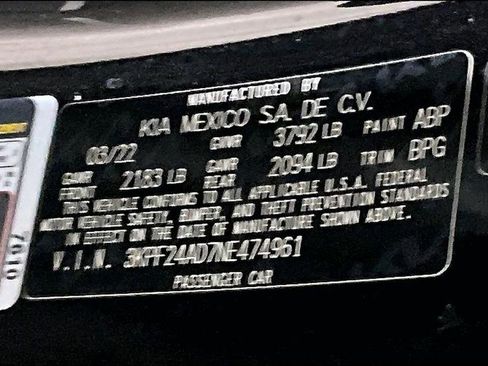 MANUFACTURED BY
KIA MEXICO S.A. DE C.V.
03/22 GVWR 3792 LB PAINT ABP
GAWR FRONT 2183 LB GAWR REAR 2094 LB TRIM BPG
THIS VEHICLE CONFIRMS TO ALL APPLICABLE U.S.A. FEDERAL
MOTOR VEHICLE SAFETY, BUMPER, AND THEFT PREVENTION STANDARDS
IN EFFECT ON THE DATE OF MANUFACTURE SHOWN ABOVE.
V.I.N. 3KPF24AD7NE474961
PASSENGER CAR